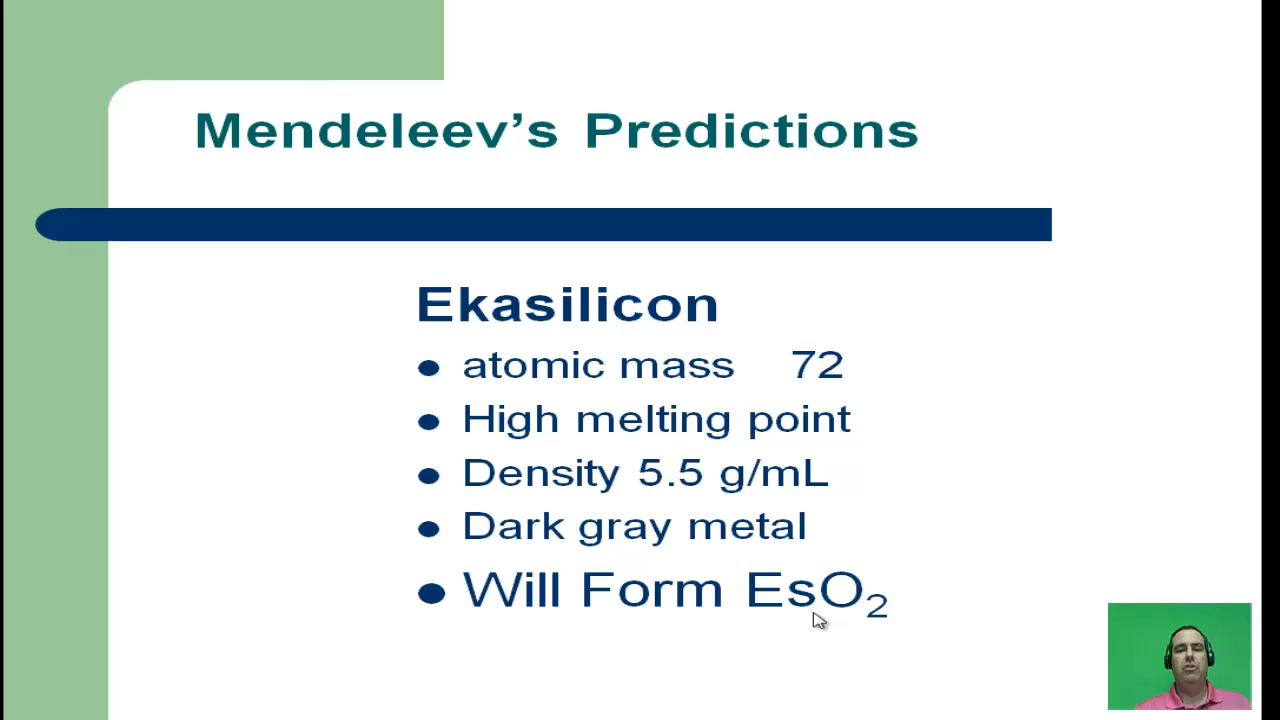 Mendeleev’s Predictions
Ekasilicon
● atomic mass 72
● High melting point
● Density 5.5 g/mL
● Dark gray metal
● Will Form EsO₂